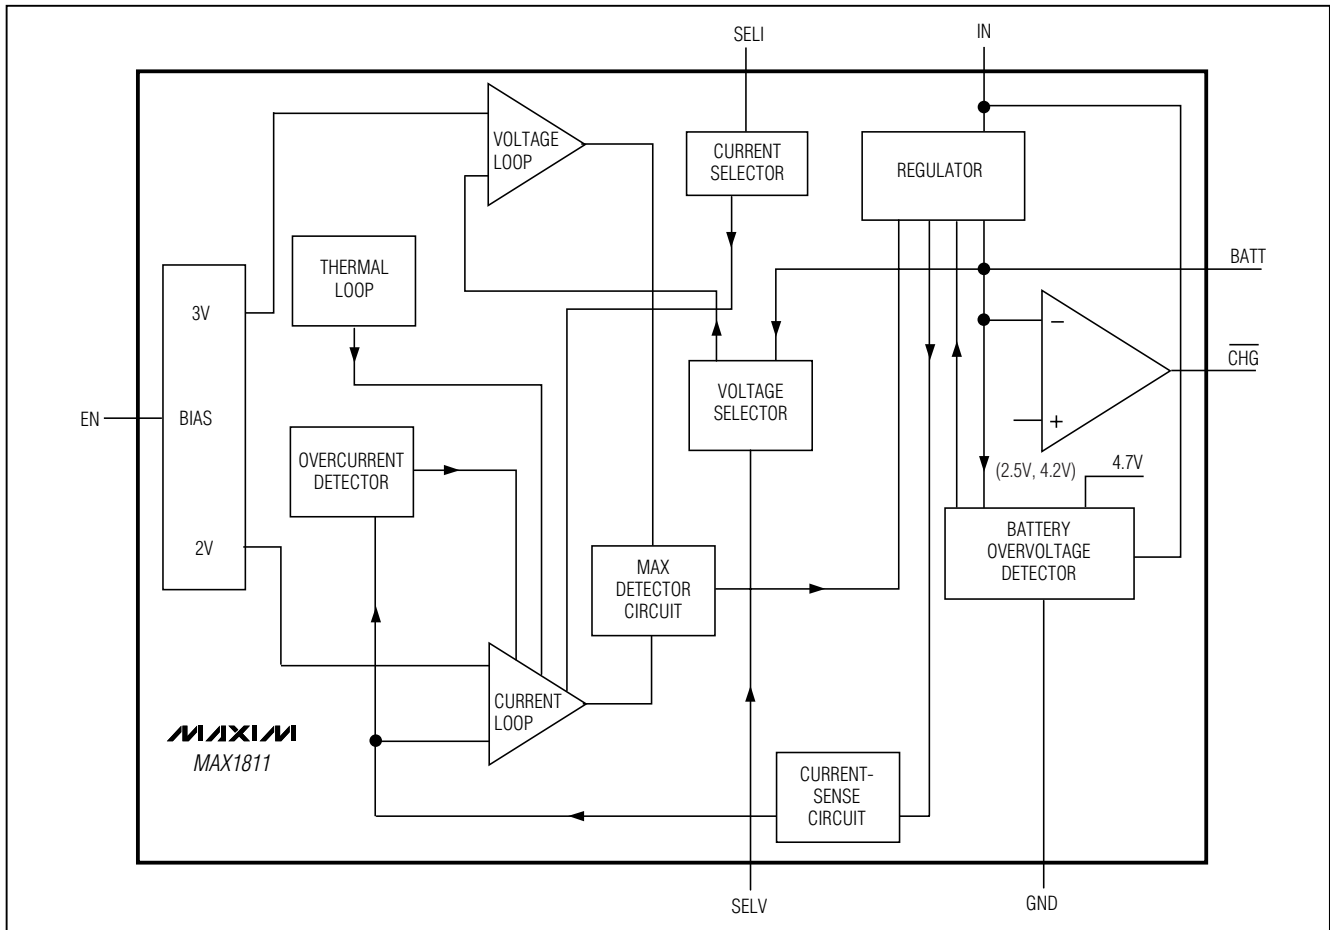 SELI
IN
VOLTAGE
LOOP
CURRENT
SELECTOR
REGULATOR
THERMAL
LOOP
BATT
3V
−
CHG
EN
BIAS
VOLTAGE
SELECTOR
+
OVERCURRENT
DETECTOR
(2.5V, 4.2V)
4.7V
2V
BATTERY
OVERVOLTAGE
DETECTOR
MAX
DETECTOR
CIRCUIT
CURRENT
LOOP
MAXIM
MAX1811
CURRENT-
SENSE
CIRCUIT
SELV
GND